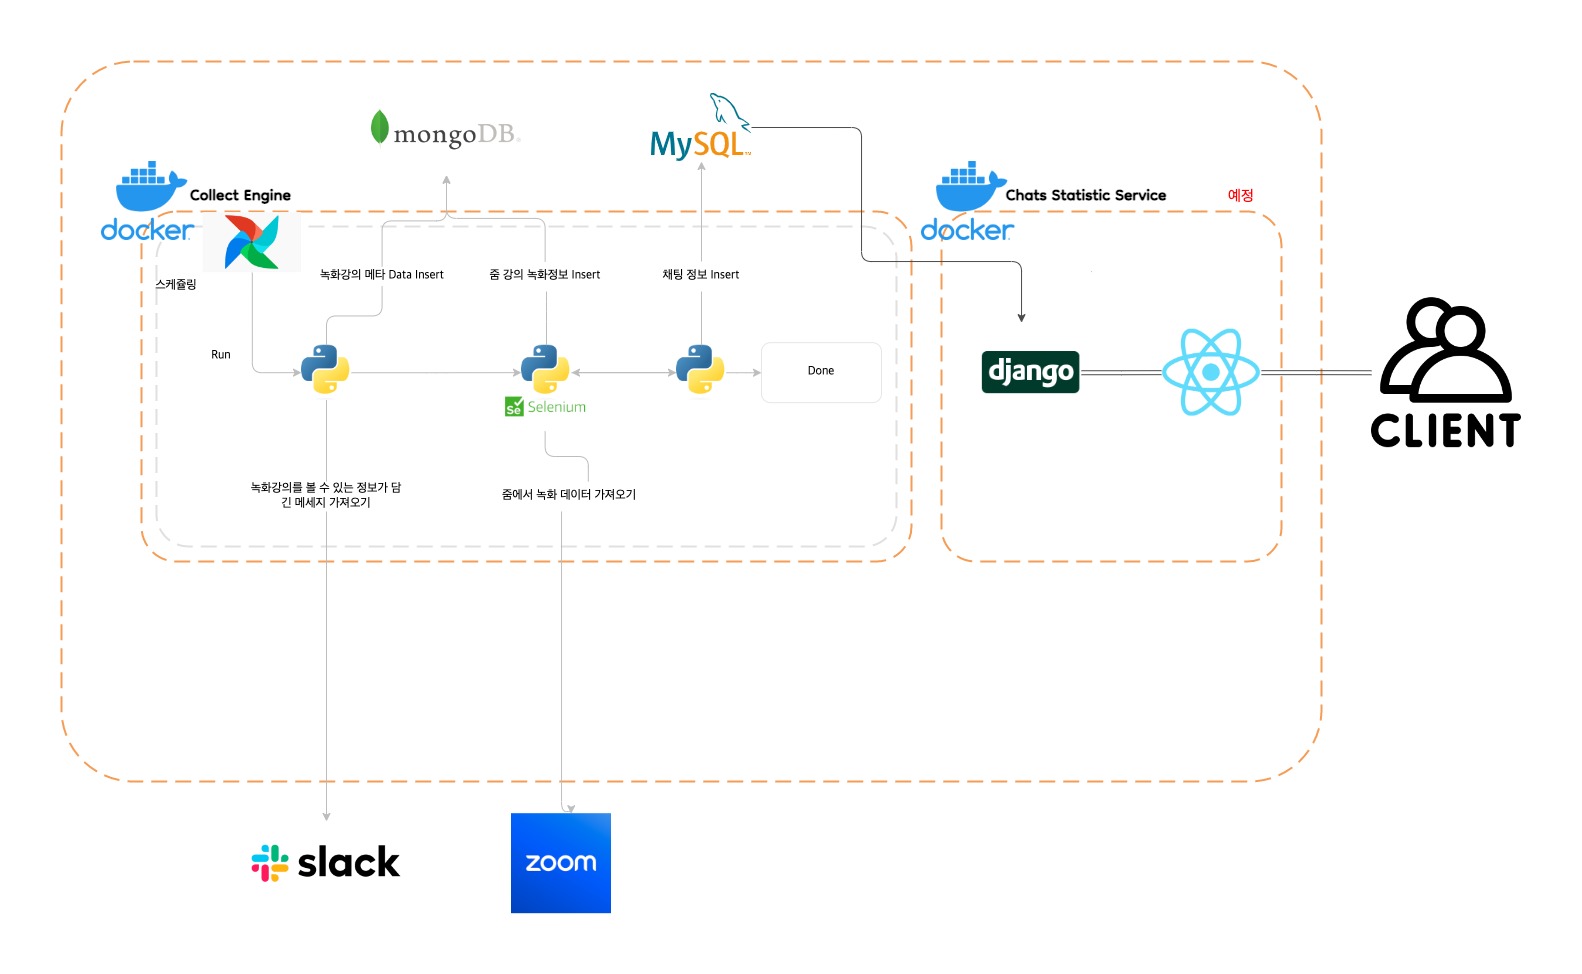 mongoDB
MySQL
docker
Collect Engine
docker
Chats Statistic Service
예정
스케쥴링
녹화강의 메타 Data Insert
줌 강의 녹화정보 Insert
채팅 정보 Insert
Run
Done
Se Selenium
django
CLIENT
녹화강의를 볼 수 있는 정보가 담
긴 메세지 가져오기
줌에서 녹화 데이터 가져오기
slack
zoom